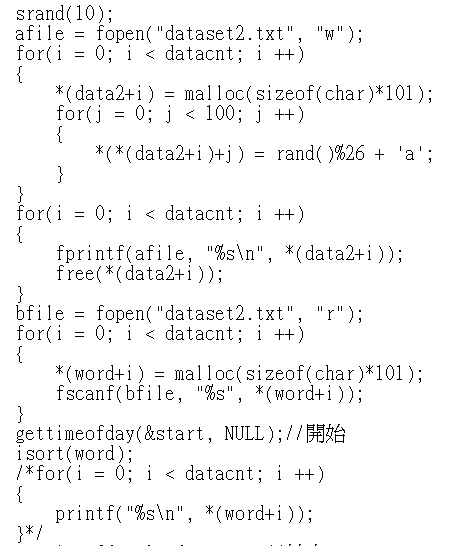 srand(10);
afile = fopen("dataset2.txt", "w");
for(i = 0; i < datacnt; i ++)
{
    *(data2+i) = malloc(sizeof(char)*101);
    for(j = 0; j < 100; j ++)
    {
        *(*(data2+i)+j) = rand()%26 + 'a';
    }
}
for(i = 0; i < datacnt; i ++)
{
    fprintf(afile, "%s\n", *(data2+i));
    free(*(data2+i));
}
bfile = fopen("dataset2.txt", "r");
for(i = 0; i < datacnt; i ++)
{
    *(word+i) = malloc(sizeof(char)*101);
    fscanf(bfile, "%s", *(word+i));
}
gettimeofday(&start, NULL);//開始
isort(word);
/*for(i = 0; i < datacnt; i ++)
{
    printf("%s\n", *(word+i));
}*/